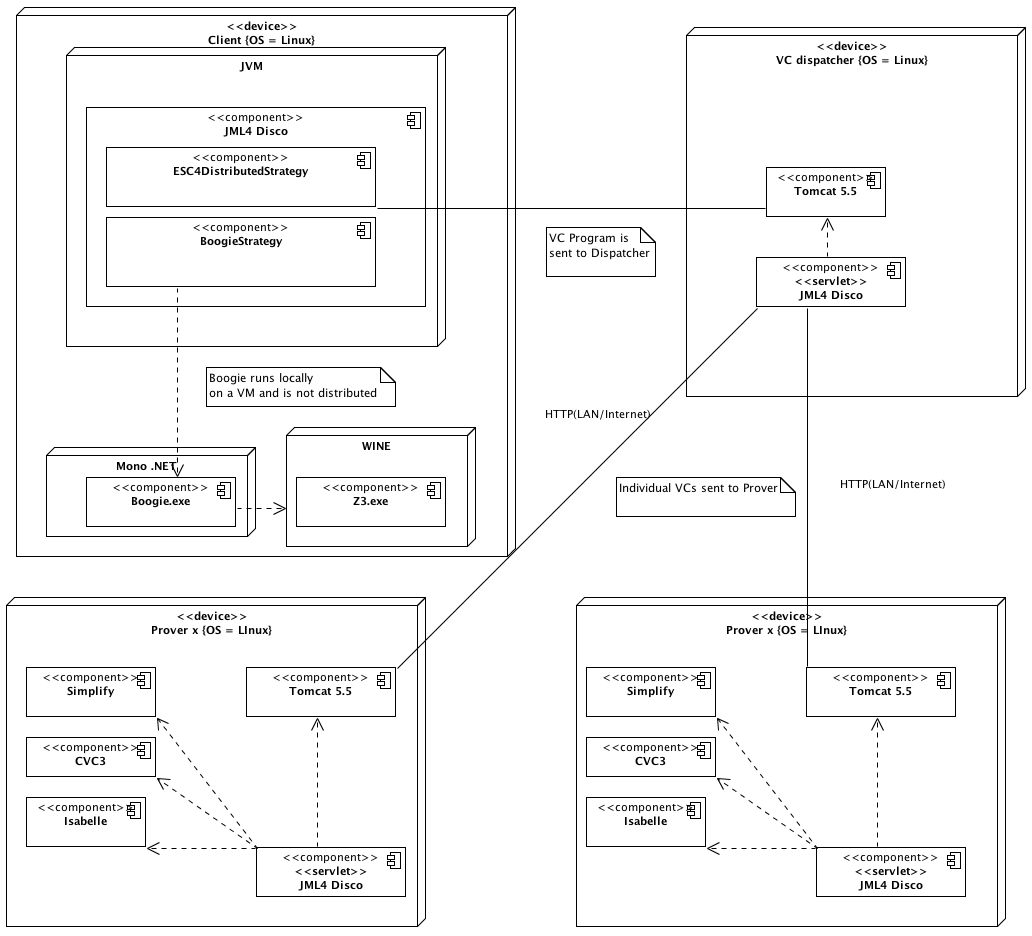 <<device>>
Client {OS = Linux}
JVM
<<component>>
JML4 Disco
<<component>>
ESC4DistributedStrategy
<<component>>
BoogieStrategy
Boogie runs locally
on a VM and is not distributed
Mono .NET
<<component>>
Boogie.exe
WINE
<<component>>
Z3.exe
VC Program is
sent to Dispatcher
<<device>>
VC dispatcher {OS = Linux}
<<component>>
Tomcat 5.5
<<component>>
<<servlet>>
JML4 Disco
HTTP(LAN/Internet)
Individual VCs sent to Prover
HTTP(LAN/Internet)
<<device>>
Prover x {OS = LInux}
<<component>>
Simplify
<<component>>
Tomcat 5.5
<<component>>
CVC3
<<component>>
Isabelle
<<component>>
<<servlet>>
JML4 Disco
<<device>>
Prover x {OS = LInux}
<<component>>
Simplify
<<component>>
Tomcat 5.5
<<component>>
CVC3
<<component>>
Isabelle
<<component>>
<<servlet>>
JML4 Disco